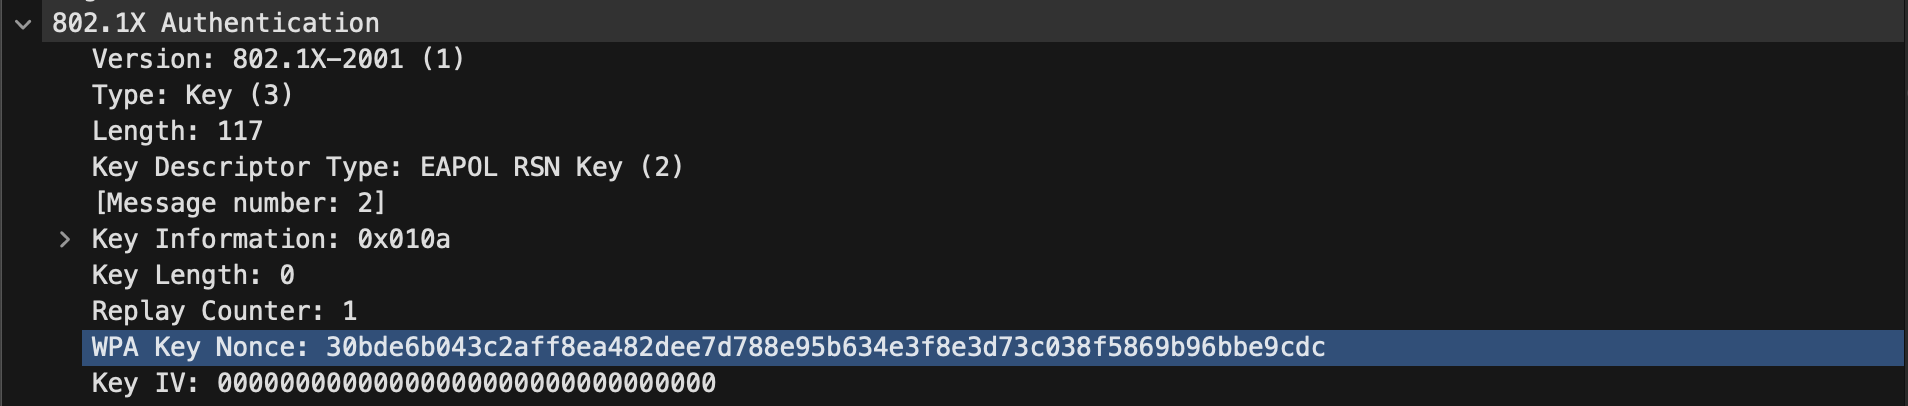 802.1X Authentication
Version: 802.1X-2001 (1)
Type: Key (3)
Length: 117
Key Descriptor Type: EAPOL RSN Key (2)
[Message number: 2]
Key Information: 0x010a
Key Length: 0
Replay Counter: 1
WPA Key Nonce: 30bde6b043c2aff8ea482dee7d788e95b634e3f8e3d73c038f5869b96bbe9cdc
Key IV: 00000000000000000000000000000000